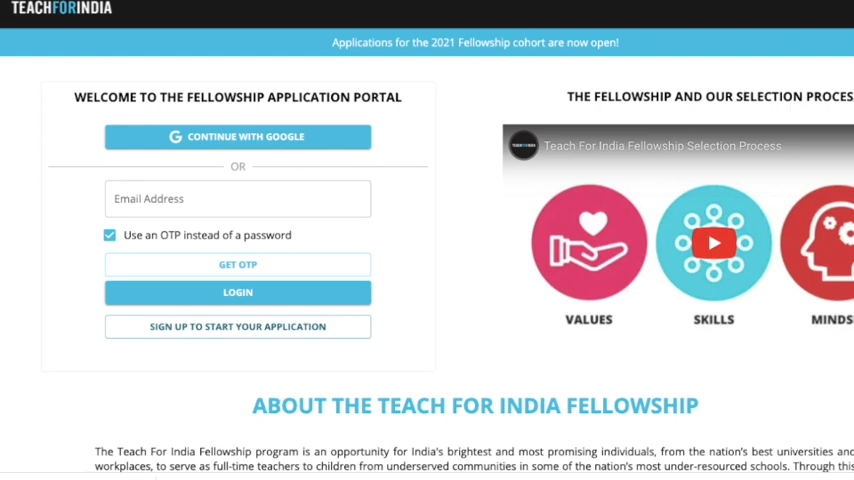 TEACHFORINDIA
Applications for the 2021 Fellowship cohort are now open!
WELCOME TO THE FELLOWSHIP APPLICATION PORTAL
CONTINUE WITH GOOGLE
OR
Email Address
Use an OTP instead of a password
GET OTP
LOGIN
SIGN UP TO START YOUR APPLICATION
THE FELLOWSHIP AND OUR SELECTION PROCES
Teach For India Fellowship Selection Process
VALUES
SKILLS
MINDS
ABOUT THE TEACH FOR INDIA FELLOWSHIP
The Teach For India Fellowship program is an opportunity for India's brightest and most promising individuals, from the nation's best universities and
workplaces, to serve as full-time teachers to children from underserved communities in some of the nation's most under-resourced schools. Through this